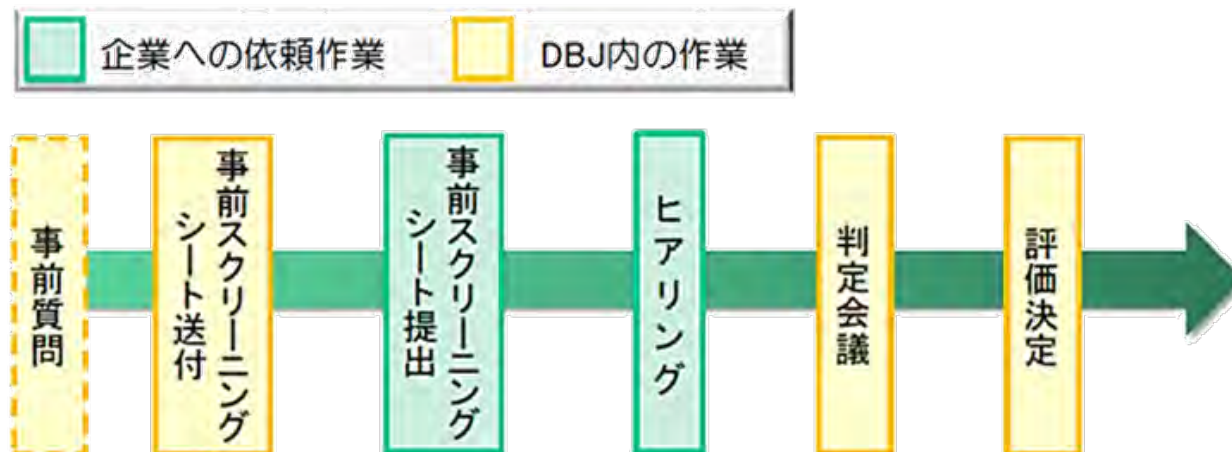 企業への依頼作業
DBJ内の作業
事前質問
事前スクリーニング
シート送付
事前スクリーニング
シート提出
ヒアリング
判定会議
評価決定